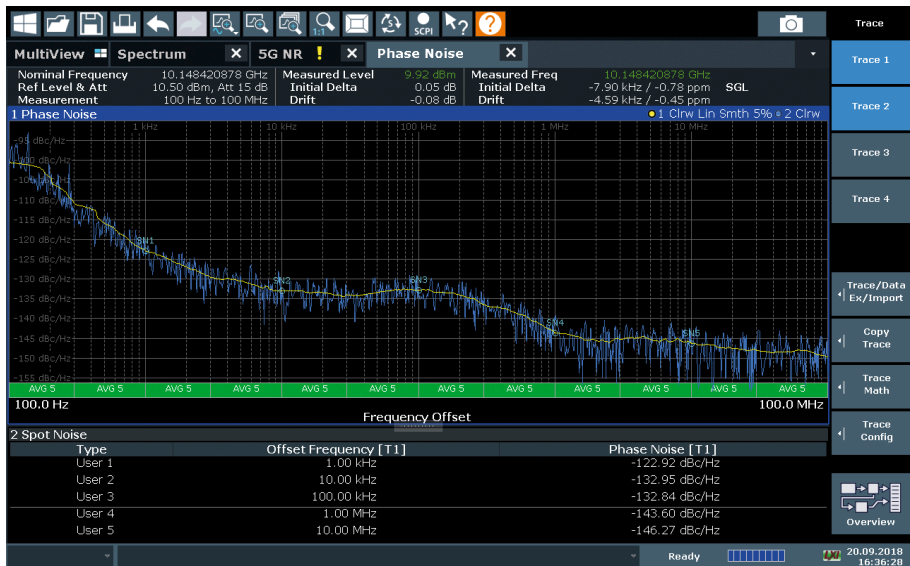 1:1 SCPI ? ?
Trace
MultiView Spectrum X 5G NR ! X Phase Noise X
Trace 1
Nominal Frequency 10.148420878 GHz Measured Level 9.92 dBm Measured Freq 10.148420878 GHz
Ref Level & Att 10.50 dBm, Att 15 dB Initial Delta 0.05 dB Initial Delta -7.90 kHz / -0.78 ppm SGL
Measurement 100 Hz to 100 MHz Drift -0.08 dB Drift -4.59 kHz / -0.45 ppm
Trace 2
1 Phase Noise 1 Clrw Lin Smth 5% 2 Clrw
1 kHz 10 kHz 100 kHz 1 MHz 10 MHz
-95 dBc/Hz
Trace 3
-100 dBc/Hz
-105 dBc/Hz
Trace 4
-110 dBc/Hz
-115 dBc/Hz
-120 dBc/Hz
SN1
-125 dBc/Hz
-130 dBc/Hz
SN2 SN3
Trace/Data
Ex/Import
-135 dBc/Hz
-140 dBc/Hz
SN4
Copy
Trace
-145 dBc/Hz
SN5
-150 dBc/Hz
-155 dBc/Hz
Trace
Math
AVG 5 AVG 5 AVG 5 AVG 5 AVG 5 AVG 5 AVG 5 AVG 5 AVG 5 AVG 5 AVG 5 AVG 5
100.0 Hz Frequency Offset 100.0 MHz
Trace
Config
2 Spot Noise
Type Offset Frequency [T1] Phase Noise [T1]
User 1 1.00 kHz -122.92 dBc/Hz
User 2 10.00 kHz -132.95 dBc/Hz
User 3 100.00 kHz -132.84 dBc/Hz
User 4 1.00 MHz -143.60 dBc/Hz
User 5 10.00 MHz -146.27 dBc/Hz
Overview
Ready
LXI
20.09.2018
16:36:28